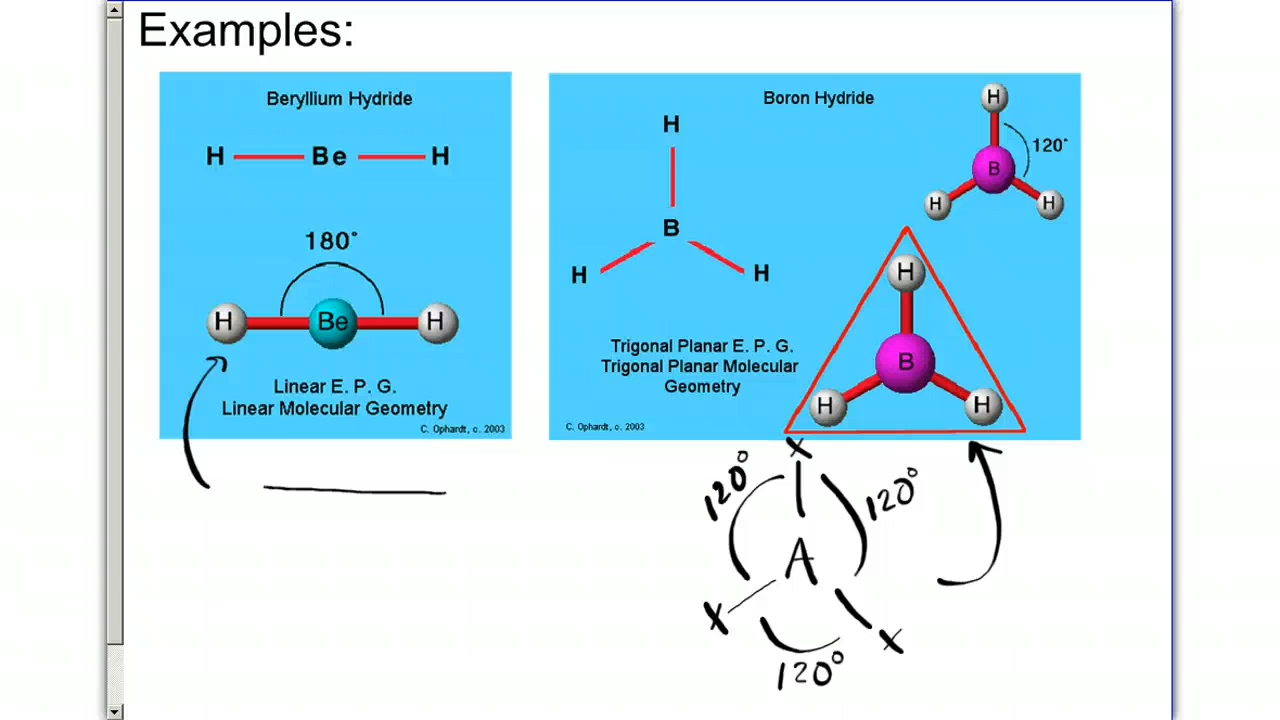 Examples:
Beryllium Hydride
H Be H
180°
H Be H
Linear E. P. G.
Linear Molecular Geometry
C. Ophardt, c. 2003
Boron Hydride
H
B
H H
H
120°
B
H H
Trigonal Planar E. P. G.
Trigonal Planar Molecular
Geometry
H
B
H H
C. Ophardt, c. 2003
X
120° 120°
A
X X
120°